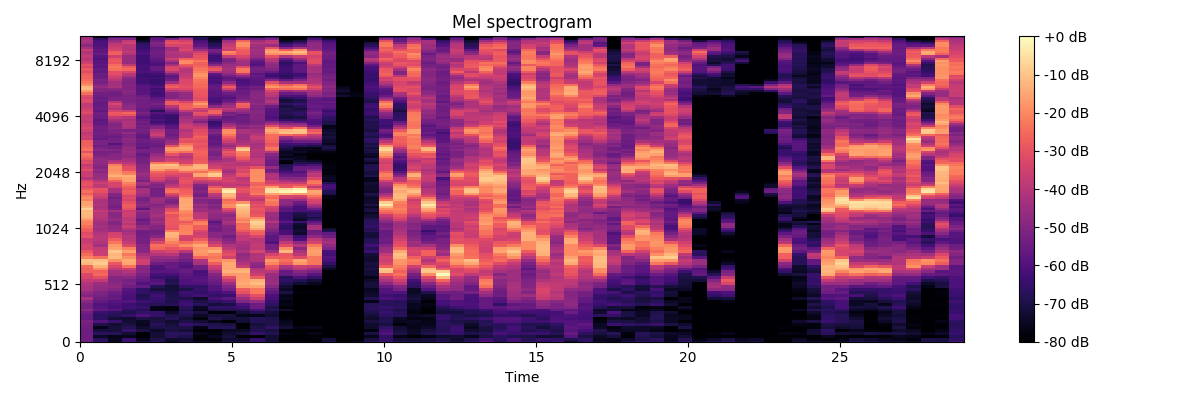 Mel spectrogram
8192
4096
2048
1024
512
0
Hz
0 5 10 15 20 25
Time
+0 dB
-10 dB
-20 dB
-30 dB
-40 dB
-50 dB
-60 dB
-70 dB
-80 dB